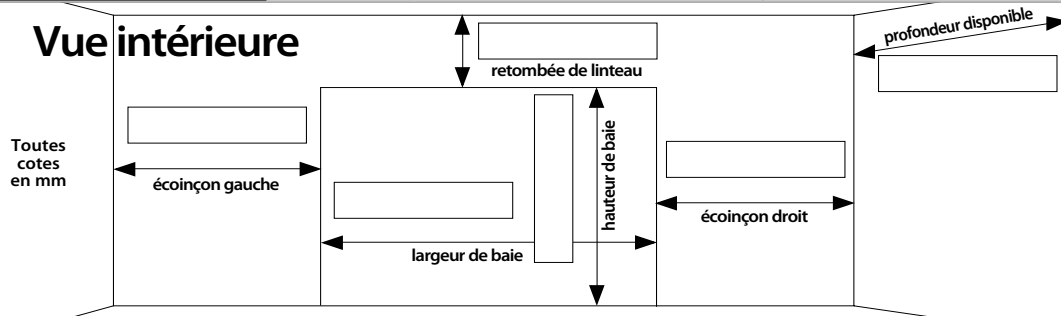 Vue intérieure
profondeur disponible
retombée de linteau
Toutes
cotes
en mm
écoinçon gauche
hauteur de baie
écoinçon droit
largeur de baie